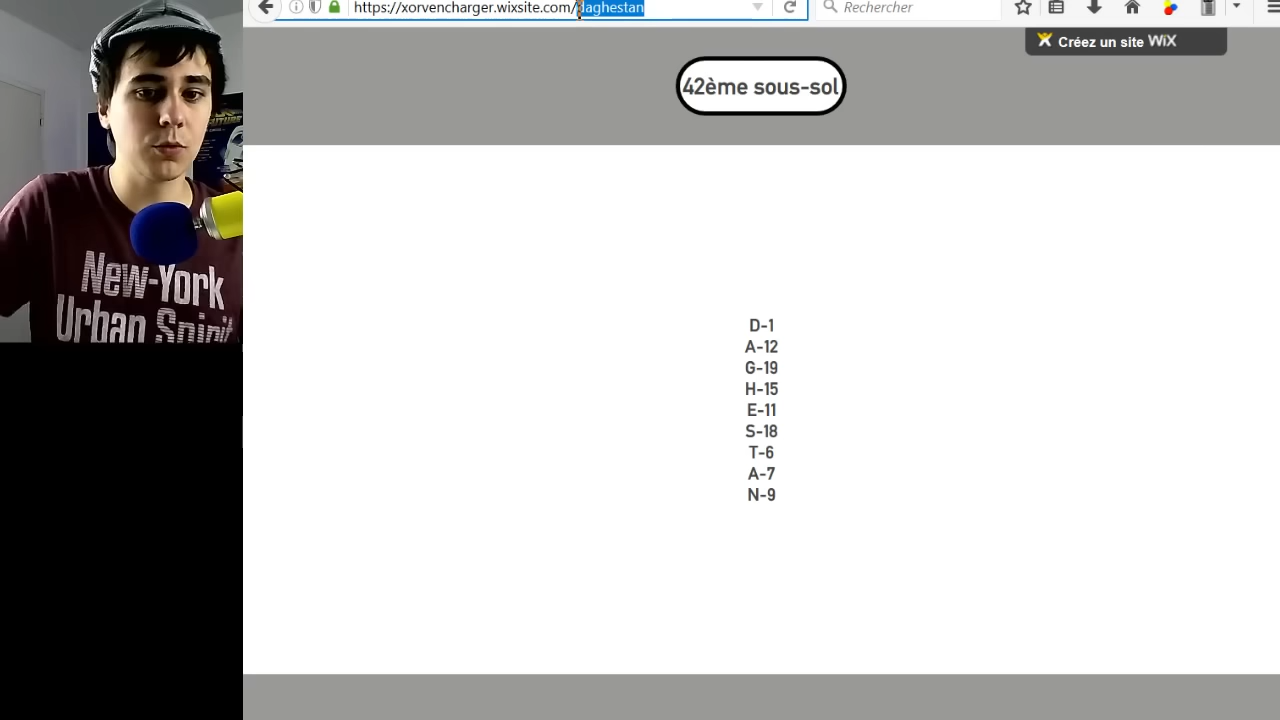 https://xorvencharger.wixsite.com/daghestan
Rechercher
Créez un site WiX
42ème sous-sol
D-1
A-12
G-19
H-15
E-11
S-18
T-6
A-7
N-9
New-York
Urban Spirit